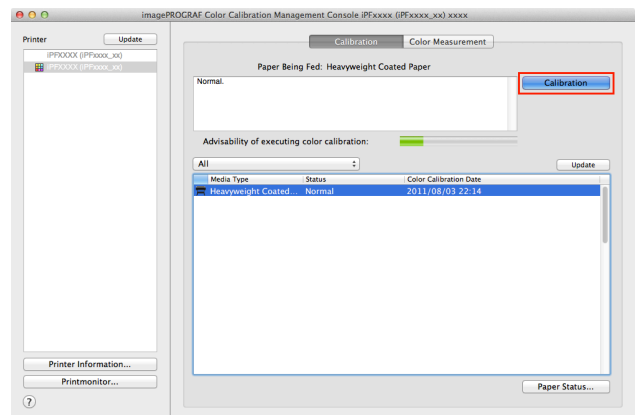 imagePROGRAF Color Calibration Management Console iPFxxxx (iPFxxxx_xx) xxxx
Printer
Update
iPFXXXX (iPFxxxx_xx)
iPFXXXX (iPFxxxx_xx)
Printer Information...
Printmonitor...
?
Calibration
Color Measurement
Paper Being Fed: Heavyweight Coated Paper
Normal.
Calibration
Advisability of executing color calibration:
All
Update
Media Type
Status
Color Calibration Date
Heavyweight Coated...
Normal
2011/08/03 22:14
Paper Status...